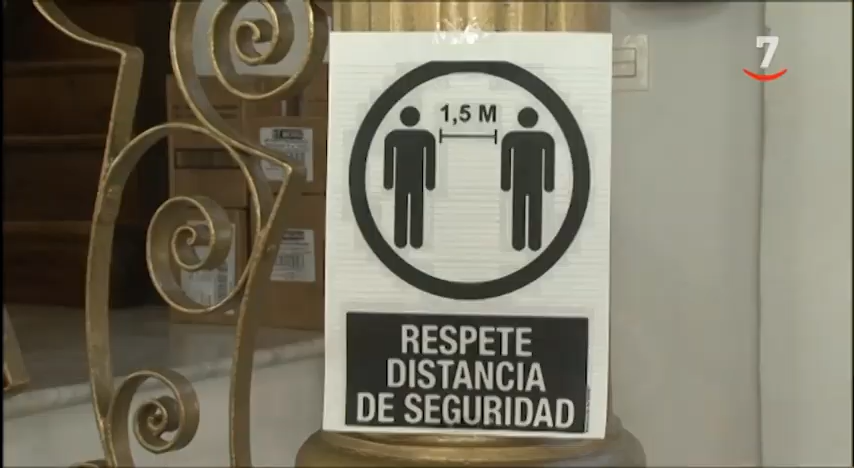 7
1,5 M
RESPETE
DISTANCIA
DE SEGURIDAD